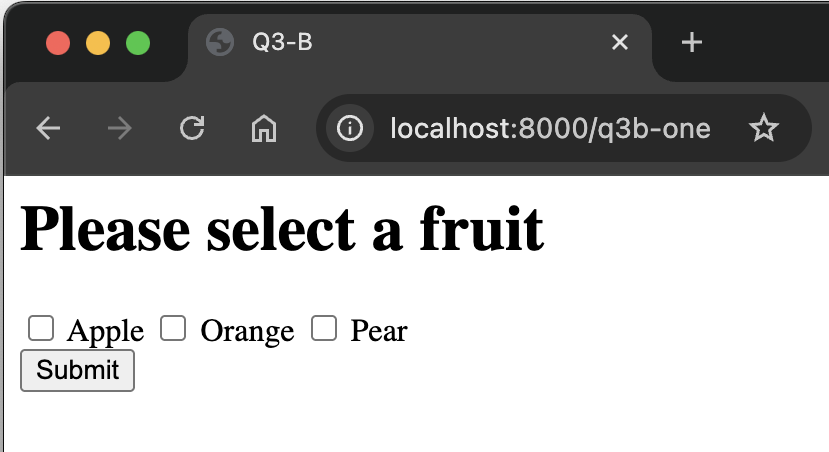 Q3-B
localhost:8000/q3b-one
Please select a fruit
Apple Orange Pear
Submit